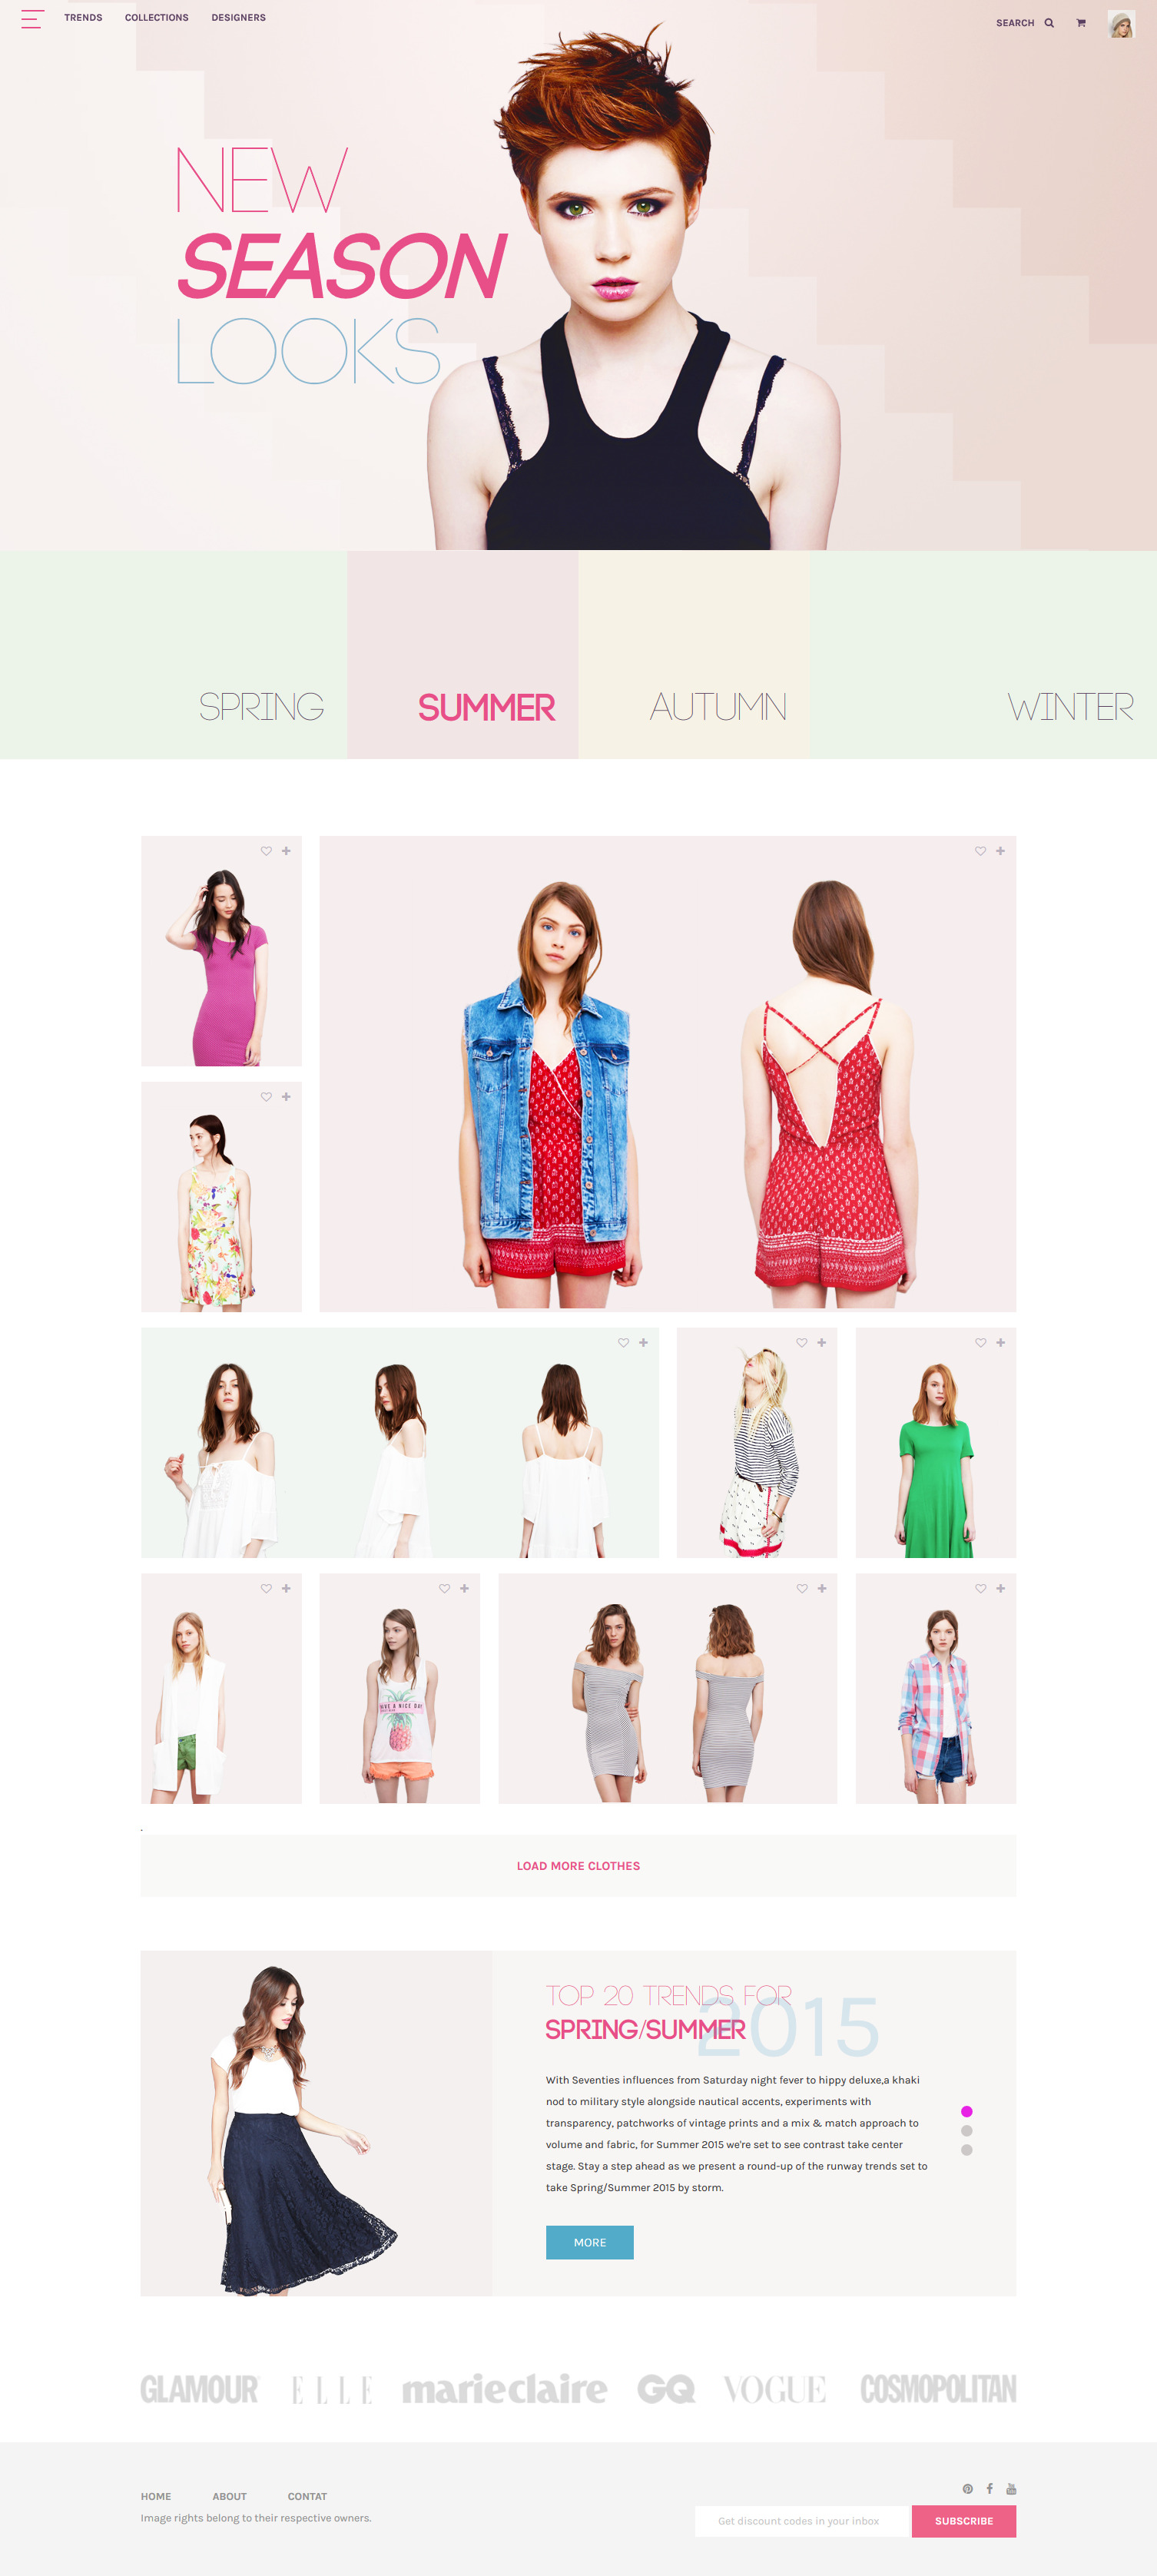 TRENDS COLLECTIONS DESIGNERS SEARCH
NEW
SEASON
LOOKS
SPRING SUMMER AUTUMN WINTER
HAVE A NICE DAY
.
LOAD MORE CLOTHES
TOP 20 TRENDS FOR
2015
SPRING/SUMMER
With Seventies influences from Saturday night fever to hippy deluxe,a khaki
nod to military style alongside nautical accents, experiments with
transparency, patchworks of vintage prints and a mix & match approach to
volume and fabric, for Summer 2015 we're set to see contrast take center
stage. Stay a step ahead as we present a round-up of the runway trends set to
take Spring/Summer 2015 by storm.
MORE
GLAMOUR ELLE marie claire GQ VOGUE COSMOPOLITAN
HOME ABOUT CONTAT
Image rights belong to their respective owners.
Get discount codes in your inbox SUBSCRIBE